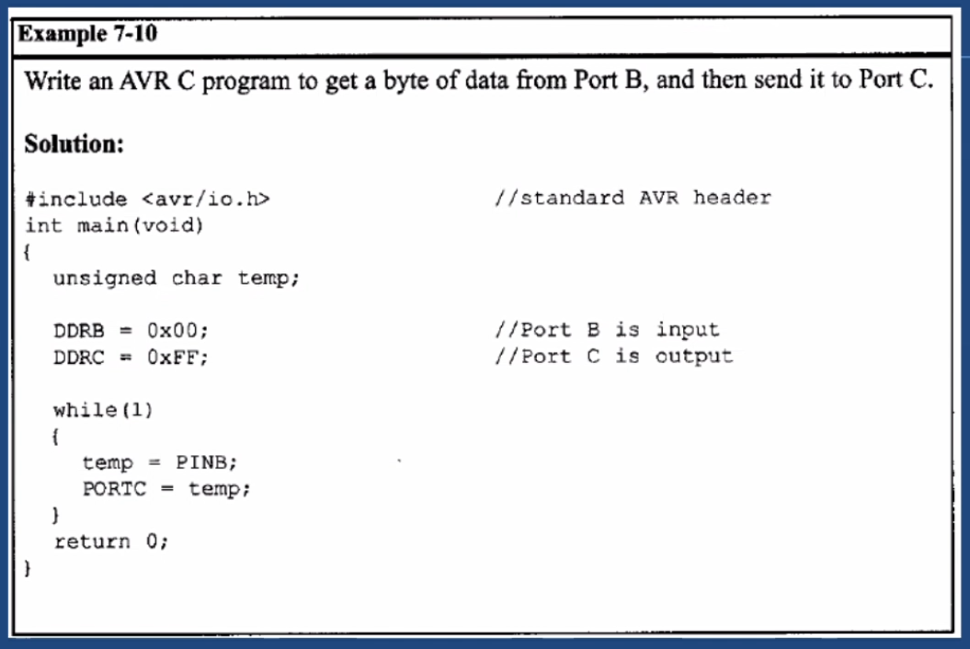 Example 7-10
Write an AVR C program to get a byte of data from Port B, and then send it to Port C.
Solution:
#include <avr/io.h> //standard AVR header
int main(void)
{
unsigned char temp;
DDRB = 0x00; //Port B is input
DDRC = 0xFF; //Port C is output
while(1)
{
temp = PINB;
PORTC = temp;
}
return 0;
}